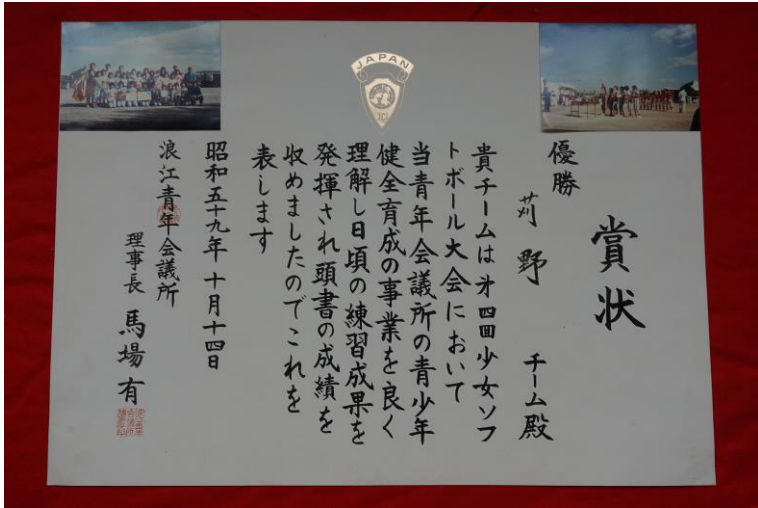 JAPAN
JCI
賞状
優勝
苅野 チーム殿
貴チームは才四回少女ソフ
トボール大会において
当青年会議所の青少年
健全育成の事業を良く
理解し日頃の練習成果を
発揮され頭書の成績を
収めましたのでこれを
表します
昭和五十九年十月十四日
浪江青年会議所
理事長 馬場有